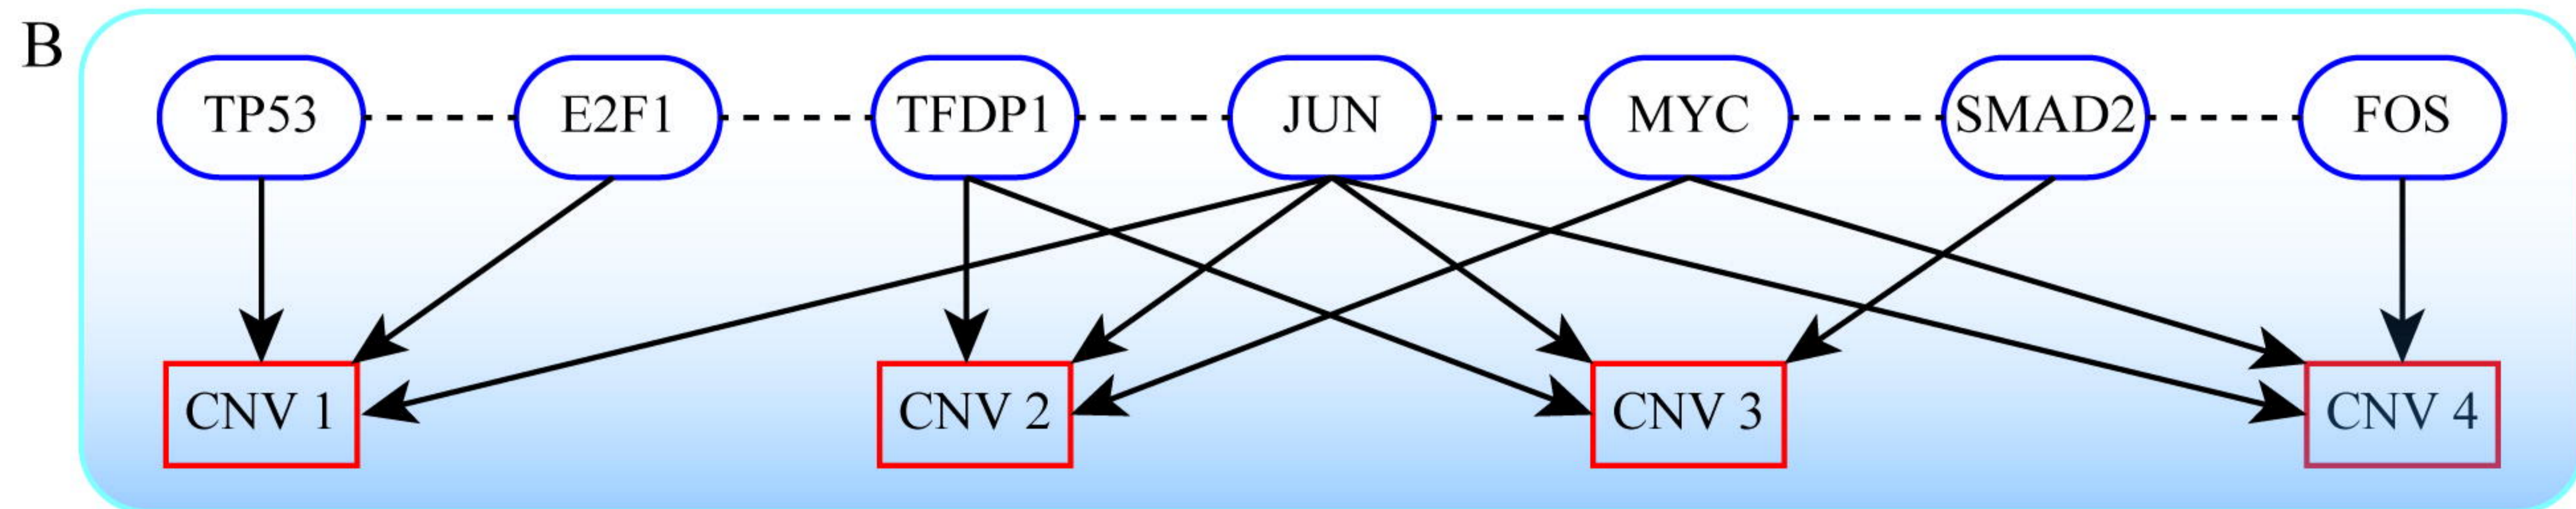 B
TP53 E2F1 TFDP1 JUN MYC SMAD2 FOS
CNV 1 CNV 2 CNV 3 CNV 4